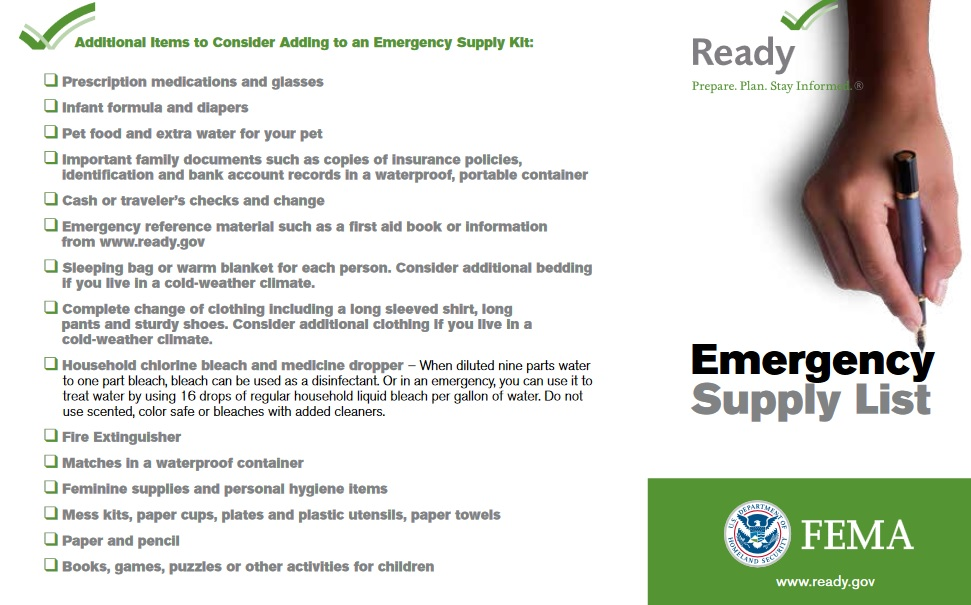 Additional Items to Consider Adding to an Emergency Supply Kit:
❑ Prescription medications and glasses
❑ Infant formula and diapers
❑ Pet food and extra water for your pet
❑ Important family documents such as copies of insurance policies,
identification and bank account records in a waterproof, portable container
❑ Cash or traveler's checks and change
❑ Emergency reference material such as a first aid book or information
from www.ready.gov
❑ Sleeping bag or warm blanket for each person. Consider additional bedding
if you live in a cold-weather climate.
❑ Complete change of clothing including a long sleeved shirt, long
pants and sturdy shoes. Consider additional clothing if you live in a
cold-weather climate.
❑ Household chlorine bleach and medicine dropper – When diluted nine parts water
to one part bleach, bleach can be used as a disinfectant. Or in an emergency, you can use it to
treat water by using 16 drops of regular household liquid bleach per gallon of water. Do not
use scented, color safe or bleaches with added cleaners.
❑ Fire Extinguisher
❑ Matches in a waterproof container
❑ Feminine supplies and personal hygiene items
❑ Mess kits, paper cups, plates and plastic utensils, paper towels
❑ Paper and pencil
❑ Books, games, puzzles or other activities for children
Ready
Prepare. Plan. Stay Informed.®
Emergency
Supply List
U.S. DEPARTMENT OF
HOMELAND SECURITY
FEMA
www.ready.gov